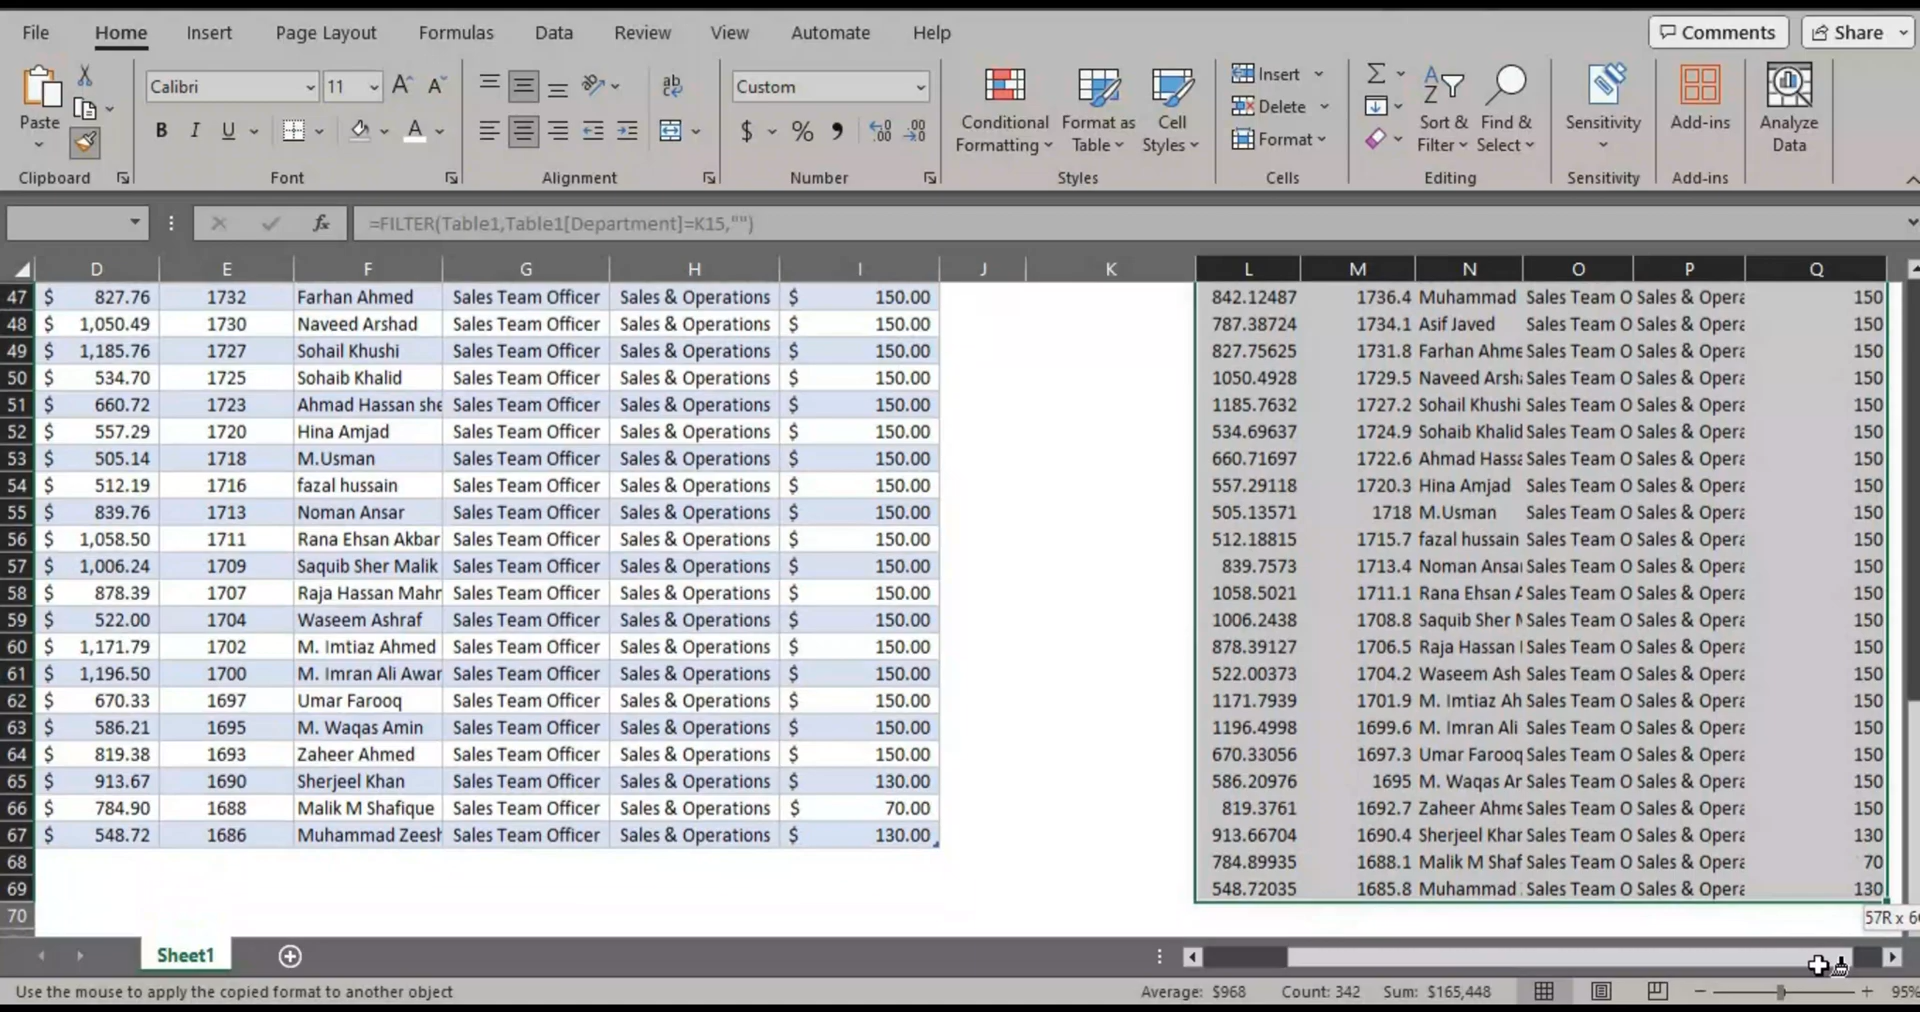 File Home Insert Page Layout Formulas Data Review View Automate Help Comments Share
Calibri 11 A A ab Custom Insert
Paste Delete
B I U A $ % 9 .00 .00 Conditional Format as Cell Format Sort & Find & Sensitivity Add-ins Analyze
Formatting Table Styles Filter Select Data
Clipboard Font Alignment Number Styles Cells Editing Sensitivity Add-ins
fx =FILTER(Table1,Table1[Department]=K15,"")
D E F G H I J K L M N O P Q
47 $ 827.76 1732 Farhan Ahmed Sales Team Officer Sales & Operations $ 150.00 842.12487 1736.4 Muhammad Sales Team O Sales & Opera 150
48 $ 1,050.49 1730 Naveed Arshad Sales Team Officer Sales & Operations $ 150.00 787.38724 1734.1 Asif Javed Sales Team O Sales & Opera 150
49 $ 1,185.76 1727 Sohail Khushi Sales Team Officer Sales & Operations $ 150.00 827.75625 1731.8 Farhan Ahme Sales Team O Sales & Opera 150
50 $ 534.70 1725 Sohaib Khalid Sales Team Officer Sales & Operations $ 150.00 1050.4928 1729.5 Naveed Arsh Sales Team O Sales & Opera 150
51 $ 660.72 1723 Ahmad Hassan she Sales Team Officer Sales & Operations $ 150.00 1185.7632 1727.2 Sohail Khushi Sales Team O Sales & Opera 150
52 $ 557.29 1720 Hina Amjad Sales Team Officer Sales & Operations $ 150.00 534.69637 1724.9 Sohaib Khalid Sales Team O Sales & Opera 150
53 $ 505.14 1718 M.Usman Sales Team Officer Sales & Operations $ 150.00 660.71697 1722.6 Ahmad Hassa Sales Team O Sales & Opera 150
54 $ 512.19 1716 fazal hussain Sales Team Officer Sales & Operations $ 150.00 557.29118 1720.3 Hina Amjad Sales Team O Sales & Opera 150
55 $ 839.76 1713 Noman Ansar Sales Team Officer Sales & Operations $ 150.00 505.13571 1718 M.Usman Sales Team O Sales & Opera 150
56 $ 1,058.50 1711 Rana Ehsan Akbar Sales Team Officer Sales & Operations $ 150.00 512.18815 1715.7 fazal hussain Sales Team O Sales & Opera 150
57 $ 1,006.24 1709 Saquib Sher Malik Sales Team Officer Sales & Operations $ 150.00 839.7573 1713.4 Noman Ansa Sales Team O Sales & Opera 150
58 $ 878.39 1707 Raja Hassan Mahr Sales Team Officer Sales & Operations $ 150.00 1058.5021 1711.1 Rana Ehsan A Sales Team O Sales & Opera 150
59 $ 522.00 1704 Waseem Ashraf Sales Team Officer Sales & Operations $ 150.00 1006.2438 1708.8 Saquib Sher M Sales Team O Sales & Opera 150
60 $ 1,171.79 1702 M. Imtiaz Ahmed Sales Team Officer Sales & Operations $ 150.00 878.39127 1706.5 Raja Hassan Sales Team O Sales & Opera 150
61 $ 1,196.50 1700 M. Imran Ali Awar Sales Team Officer Sales & Operations $ 150.00 522.00373 1704.2 Waseem Ash Sales Team O Sales & Opera 150
62 $ 670.33 1697 Umar Farooq Sales Team Officer Sales & Operations $ 150.00 1171.7939 1701.9 M. Imtiaz Ah Sales Team O Sales & Opera 150
63 $ 586.21 1695 M. Waqas Amin Sales Team Officer Sales & Operations $ 150.00 1196.4998 1699.6 M. Imran Ali Sales Team O Sales & Opera 150
64 $ 819.38 1693 Zaheer Ahmed Sales Team Officer Sales & Operations $ 150.00 670.33056 1697.3 Umar Farooq Sales Team O Sales & Opera 150
65 $ 913.67 1690 Sherjeel Khan Sales Team Officer Sales & Operations $ 130.00 586.20976 1695 M. Waqas Ar Sales Team O Sales & Opera 150
66 $ 784.90 1688 Malik M Shafique Sales Team Officer Sales & Operations $ 70.00 819.3761 1692.7 Zaheer Ahme Sales Team O Sales & Opera 150
67 $ 548.72 1686 Muhammad Zeesh Sales Team Officer Sales & Operations $ 130.00 913.66704 1690.4 Sherjeel Khar Sales Team O Sales & Opera 130
68 784.89935 1688.1 Malik M Shaf Sales Team O Sales & Opera 70
69 548.72035 1685.8 Muhammad Sales Team O Sales & Opera 130
70 57R x 6
Sheet1
Use the mouse to apply the copied format to another object Average: $968 Count: 342 Sum: $165,448 95%